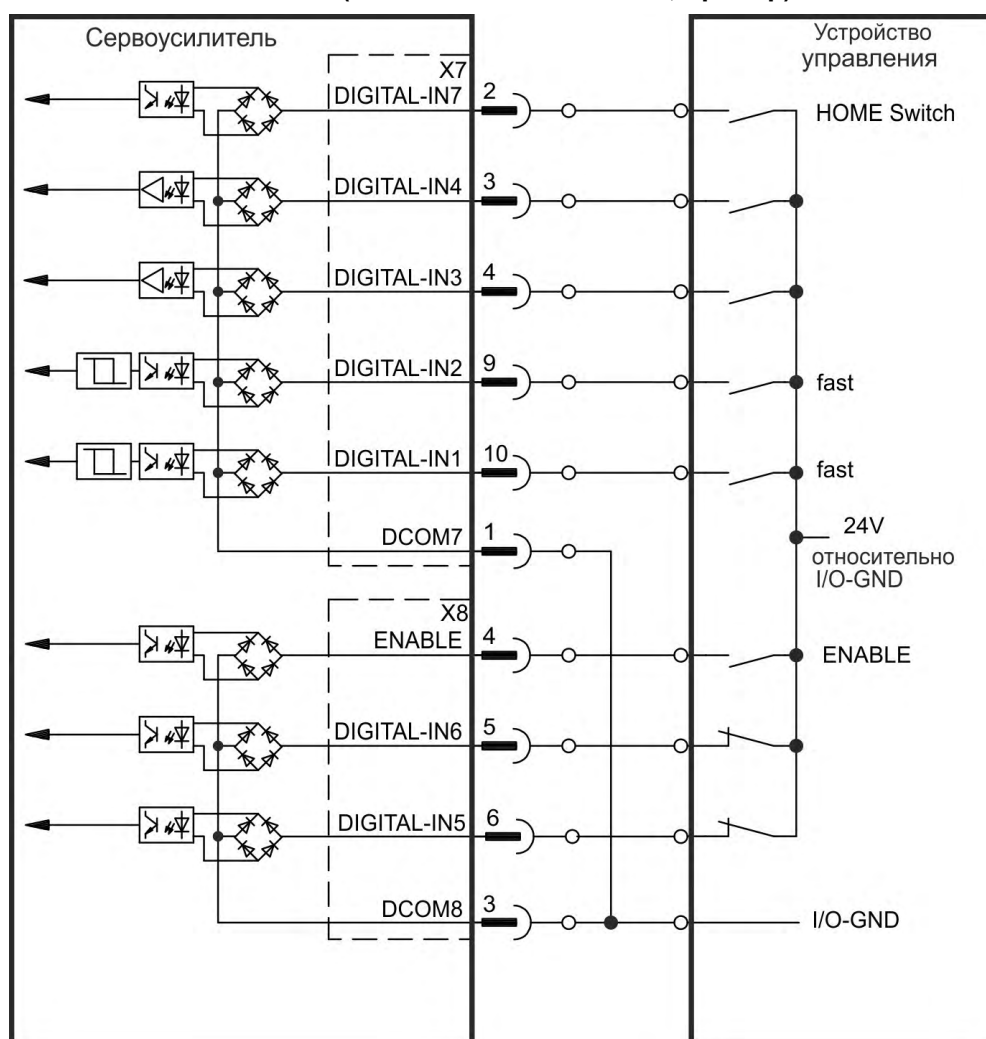 Сервоусилитель
Устройство
управления
X7
DIGITAL-IN7
2
HOME Switch
DIGITAL-IN4
3
DIGITAL-IN3
4
DIGITAL-IN2
9
fast
DIGITAL-IN1
10
fast
DCOM7
1
24V
относительно
I/O-GND
X8
ENABLE
4
ENABLE
DIGITAL-IN6
5
DIGITAL-IN5
6
DCOM8
3
I/O-GND